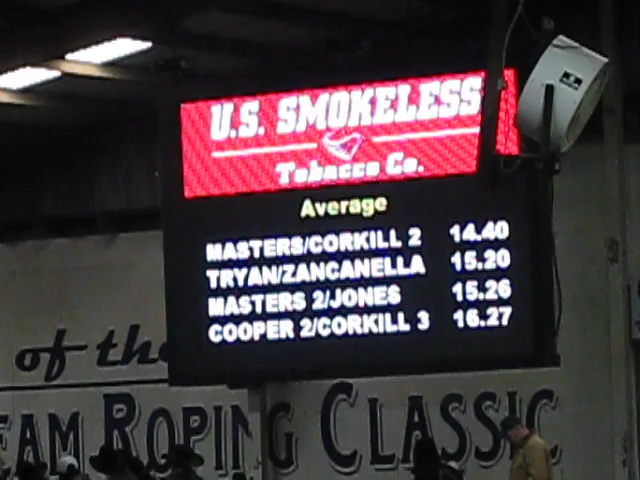 U.S. SMOKELESS
Tobacco Co.
Average
MASTERS/CORKILL 2 14.40
TRYAN/ZANCANELLA 15.20
MASTERS 2/JONES 15.26
COOPER 2/CORKILL 3 16.27
of the
EAM ROPING CLASSIC